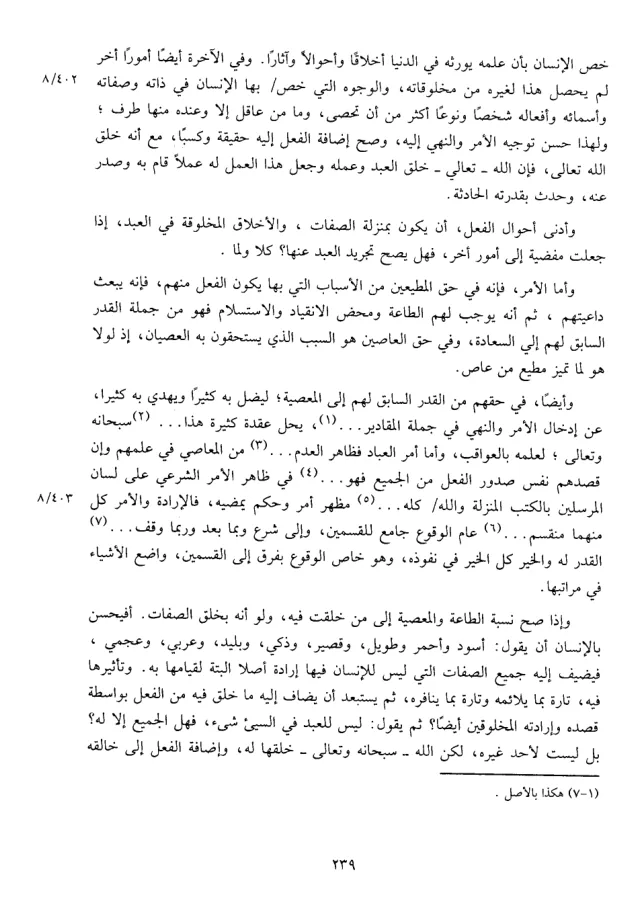 خص الإنسان بأن علمه يورثه في الدنيا أخلاقًا وأحوالاً وآثارًا. وفي الآخرة أيضًا أمورًا أخر
٨/٤٠٢ لم يحصل هذا لغيره من مخلوقاته، والوجوه التي خص/ بها الإنسان في ذاته وصفاته
وأسمائه وأفعاله شخصًا ونوعًا أكثر من أن تحصى، وما من عاقل إلا وعنده منها طرف ؛
ولهذا حسن توجيه الأمر والنهي إليه، وصح إضافة الفعل إليه حقيقة وكسبًا، مع أنه خلق
الله تعالى، فإن الله ـ تعالي ـ خلق العبد وعمله وجعل هذا العمل له عملاً قام به وصدر
عنه، وحدث بقدرته الحادثة.
وأدنى أحوال الفعل، أن يكون بمنزلة الصفات ، والأخلاق المخلوقة في العبد، إذا
جعلت مفضية إلى أمور أخر، فهل يصح تجريد العبد عنها؟ كلا ولما .
وأما الأمر، فإنه في حق المطيعين من الأسباب التي بها يكون الفعل منهم، فإنه يبعث
داعيتهم ، ثم أنه يوجب لهم الطاعة ومحض الانقياد والاستسلام فهو من جملة القدر
السابق لهم إلي السعادة، وفي حق العاصين هو السبب الذي يستحقون به العصيان، إذ لولا
هو لما تميز مطيع من عاص.
وأيضًا، في حقهم من القدر السابق لهم إلى المعصية؛ ليضل به كثيرًا ويهدي به كثيرا،
عن إدخال الأمر والنهي في جملة المقادير...(١)، يحل عقدة كثيرة هذا... (٢)سبحانه
وتعالى ؛ لعلمه بالعواقب، وأما أمر العباد فظاهر العدم...(٣) من المعاصي في علمهم وإن
قصدهم نفس صدور الفعل من الجميع فهو...(٤) في ظاهر الأمر الشرعي على لسان
٨/٤٠٣ المرسلين بالكتب المنزلة والله/ كله...(٥) مظهر أمر وحكم يمضيه، فالإرادة والأمر كل
منهما منقسم...(٦) عام الوقوع جامع للقسمين، وإلى شرع وبما بعد وربما وقف...(٧)
القدر له والخير كل الخير في نفوذه، وهو خاص الوقوع بفرق إلى القسمين، واضع الأشياء
في مراتبها.
وإذا صح نسبة الطاعة والمعصية إلى من خلقت فيه، ولو أنه بخلق الصفات. أفيحسن
بالإنسان أن يقول: أسود وأحمر وطويل، وقصير، وذكي، وبليد، وعربي، وعجمي ،
فيضيف إليه جميع الصفات التي ليس للإنسان فيها إرادة أصلا البتة لقيامها به. وتأثيرها
فيه، تارة بما يلائمه وتارة بما ينافره، ثم يستبعد أن يضاف إليه ما خلق فيه من الفعل بواسطة
قصده وإرادته المخلوقين أيضًا؟ ثم يقول: ليس للعبد في السيئ شىء، فهل الجميع إلا له؟
بل ليست لأحد غيره، لكن الله ـ سبحانه وتعالى ـ خلقها له، وإضافة الفعل إلى خالقه
(١-٧) هكذا بالأصل .
٢٣٩